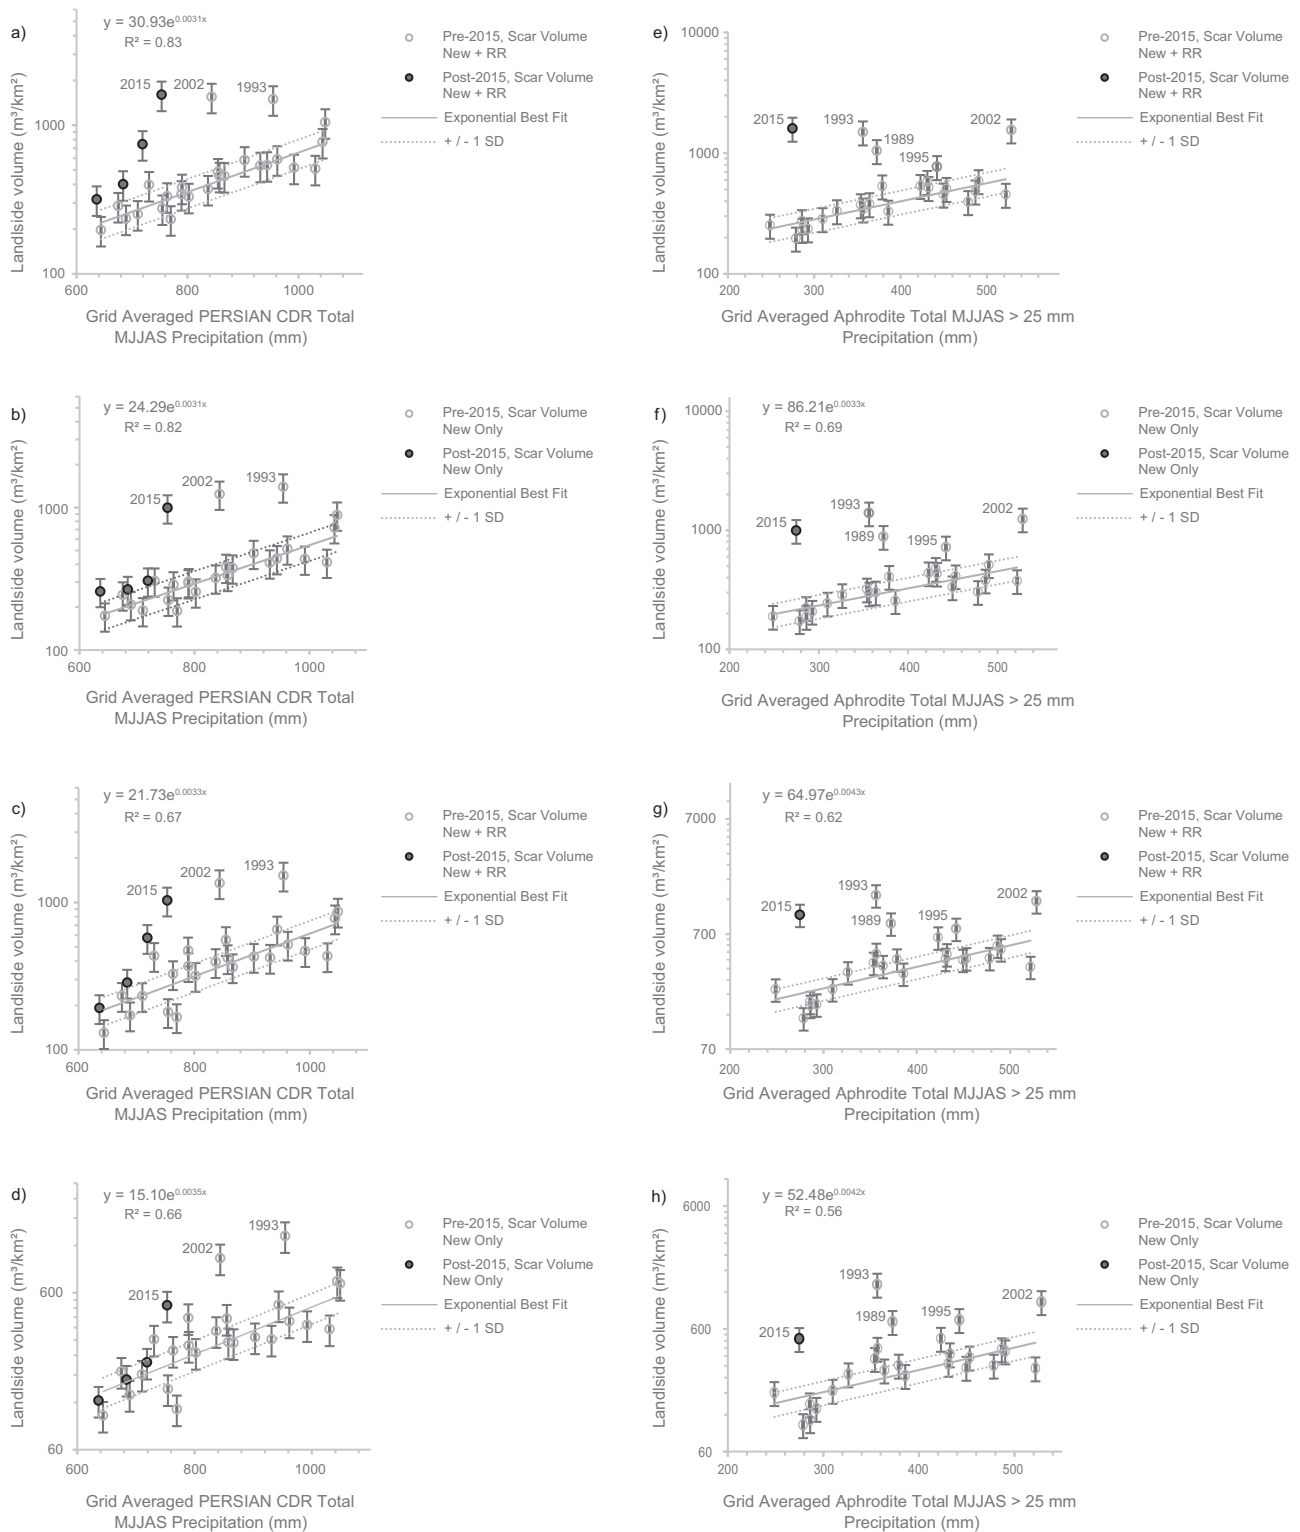 a)
y = 30.93e^0.0031x
R² = 0.83
Landlside volume (m³/km²)
1000
100
2015
2002
1993
600
800
1000
Grid Averaged PERSIAN CDR Total
MJJAS Precipitation (mm)
Pre-2015, Scar Volume
New + RR
Post-2015, Scar Volume
New + RR
Exponential Best Fit
+ / - 1 SD
e)
Landlside volume (m³/km²)
10000
1000
100
2015
1993
1989
1995
2002
200
300
400
500
Grid Averaged Aphrodite Total MJJAS > 25 mm
Precipitation (mm)
Pre-2015, Scar Volume
New + RR
Post-2015, Scar Volume
New + RR
Exponential Best Fit
+ / - 1 SD
b)
y = 24.29e^0.0031x
R² = 0.82
Landlside volume (m³/km²)
1000
100
2015
2002
1993
600
800
1000
Grid Averaged PERSIAN CDR Total
MJJAS Precipitation (mm)
Pre-2015, Scar Volume
New Only
Post-2015, Scar Volume
New Only
Exponential Best Fit
+ / - 1 SD
f)
y = 86.21e^0.0033x
R² = 0.69
Landlside volume (m³/km²)
10000
1000
100
2015
1993
1989
1995
2002
200
300
400
500
Grid Averaged Aphrodite Total MJJAS > 25 mm
Precipitation (mm)
Pre-2015, Scar Volume
New Only
Post-2015, Scar Volume
New Only
Exponential Best Fit
+ / - 1 SD
c)
y = 21.73e^0.0033x
R² = 0.67
Landlside volume (m³/km²)
1000
100
2015
2002
1993
600
800
1000
Grid Averaged PERSIAN CDR Total
MJJAS Precipitation (mm)
Pre-2015, Scar Volume
New + RR
Post-2015, Scar Volume
New + RR
Exponential Best Fit
+ / - 1 SD
g)
y = 64.97e^0.0043x
R² = 0.62
Landlside volume (m³/km²)
7000
700
70
2015
1993
1989
1995
2002
200
300
400
500
Grid Averaged Aphrodite Total MJJAS > 25 mm
Precipitation (mm)
Pre-2015, Scar Volume
New + RR
Post-2015, Scar Volume
New + RR
Exponential Best Fit
+ / - 1 SD
d)
y = 15.10e^0.0035x
R² = 0.66
Landlside volume (m³/km²)
600
60
2015
2002
1993
600
800
1000
Grid Averaged PERSIAN CDR Total
MJJAS Precipitation (mm)
Pre-2015, Scar Volume
New Only
Post-2015, Scar Volume
New Only
Exponential Best Fit
+ / - 1 SD
h)
y = 52.48e^0.0042x
R² = 0.56
Landlside volume (m³/km²)
6000
600
60
2015
1993
1989
1995
2002
200
300
400
500
Grid Averaged Aphrodite Total MJJAS > 25 mm
Precipitation (mm)
Pre-2015, Scar Volume
New Only
Post-2015, Scar Volume
New Only
Exponential Best Fit
+ / - 1 SD